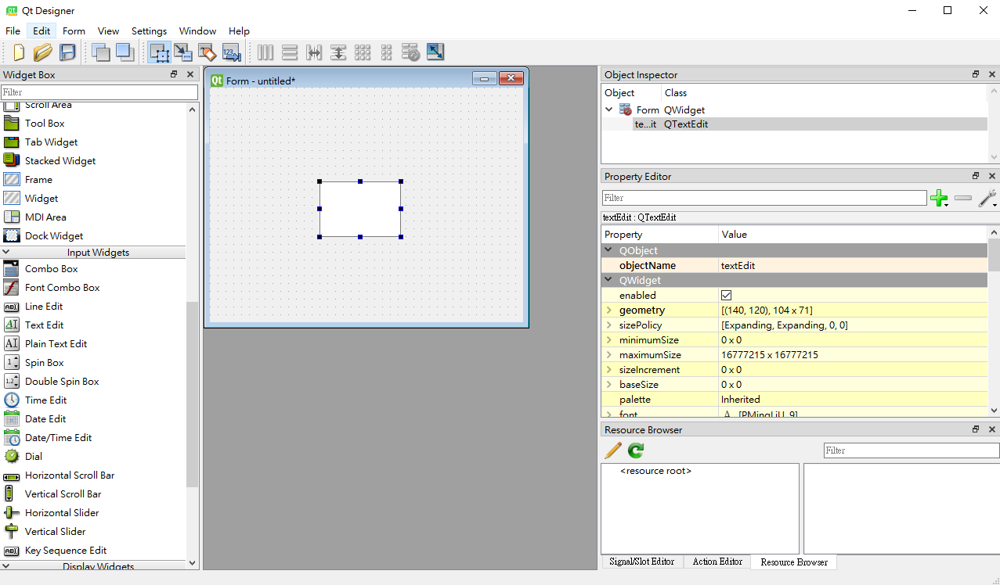 Qt Designer
File Edit Form View Settings Window Help
Widget Box
Filter
Scroll Area
Tool Box
Tab Widget
Stacked Widget
Frame
Widget
MDI Area
Dock Widget
Input Widgets
Combo Box
Font Combo Box
Line Edit
Text Edit
Plain Text Edit
Spin Box
Double Spin Box
Time Edit
Date Edit
Date/Time Edit
Dial
Horizontal Scroll Bar
Vertical Scroll Bar
Horizontal Slider
Vertical Slider
Key Sequence Edit
Display Widgets
Form - untitled*
Object Inspector
Object Class
Form QWidget
te...it QTextEdit
Property Editor
Filter
textEdit : QTextEdit
Property Value
QObject
objectName textEdit
QWidget
enabled
geometry [(140, 120), 104 x 71]
sizePolicy [Expanding, Expanding, 0, 0]
minimumSize 0 x 0
maximumSize 16777215 x 16777215
sizeIncrement 0 x 0
baseSize 0 x 0
palette Inherited
font A [PMingLiU, 9]
Resource Browser
Filter
<resource root>
Signal/Slot Editor Action Editor Resource Browser